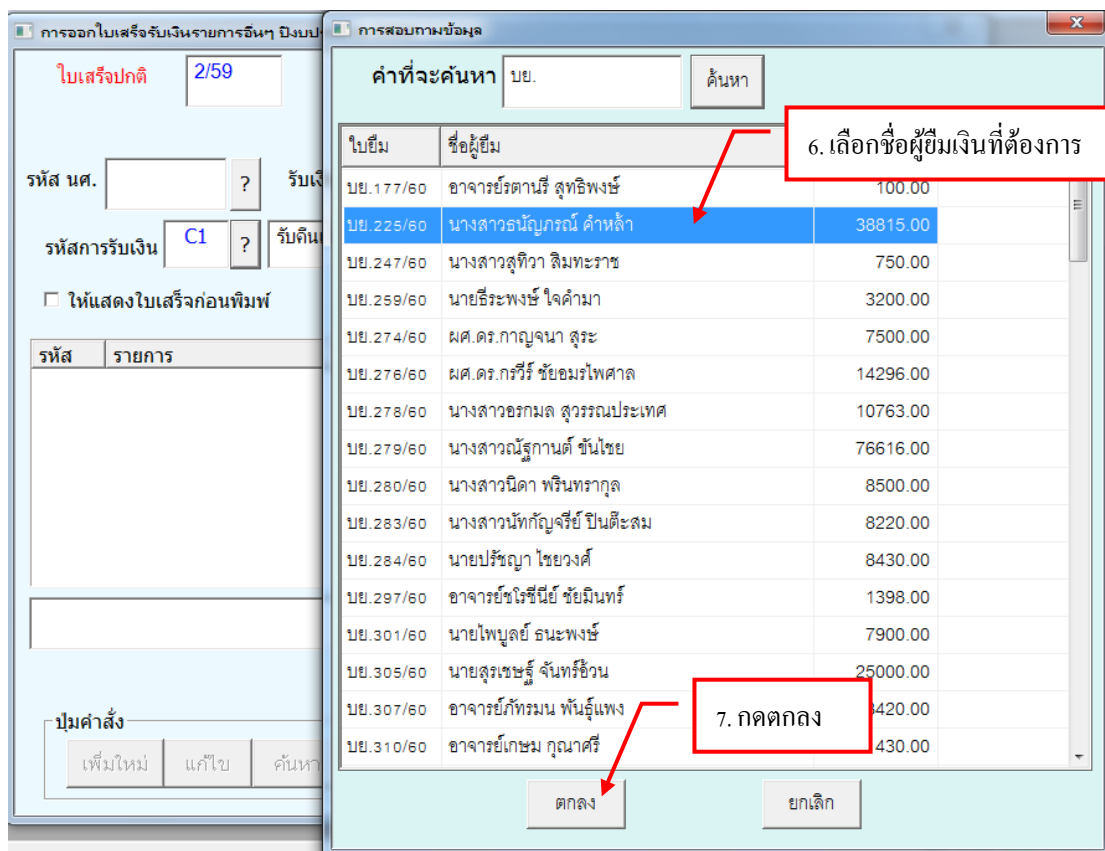 การออกใบเสร็จรับเงินรายการอื่นๆ ปีงบป
ใบเสร็จปกติ 2/59
รหัส นศ. ? รับเงิ
รหัสการรับเงิน C1 ? รับคืนเ
ให้แสดงใบเสร็จก่อนพิมพ์
รหัส รายการ
ปุ่มคำสั่ง
เพิ่มใหม่ แก้ไข ค้นหา
การสอบถามข้อมูล
คำที่จะค้นหา บย. ค้นหา
6. เลือกชื่อผู้ยืมเงินที่ต้องการ
ใบยืม ชื่อผู้ยืม
บย.177/60 อาจารย์รตานรี สุทธิพงษ์ 100.00
บย.225/60 นางสาวธนัญภรณ์ คำหล้า 38815.00
บย.247/60 นางสาวสุทิวา สิมทะราช 750.00
บย.259/60 นายธีระพงษ์ ใจคำมา 3200.00
บย.274/60 ผศ.ดร.กาญจนา สุระ 7500.00
บย.276/60 ผศ.ดร.กรวีร์ ชัยอมรไพศาล 14296.00
บย.278/60 นางสาวอรกมล สุวรรณประเทศ 10763.00
บย.279/60 นางสาวณัฐกานต์ ขันไชย 76616.00
บย.280/60 นางสาวนิดา พรินทรากุล 8500.00
บย.283/60 นางสาวนัทกัญจรีย์ ปินต๊ะสม 8220.00
บย.284/60 นายปรัชญา ไชยวงศ์ 8430.00
บย.297/60 อาจารย์ชโรชีนีย์ ชัยมินทร์ 1398.00
บย.301/60 นายไพบูลย์ ธนะพงษ์ 7900.00
บย.305/60 นายสุรเชษฐ์ จันทร์อ้วน 25000.00
บย.307/60 อาจารย์ภัทรมน พันธุ์แพง 420.00
7. กดตกลง
บย.310/60 อาจารย์เกษม กุณาศรี 430.00
ตกลง ยกเลิก